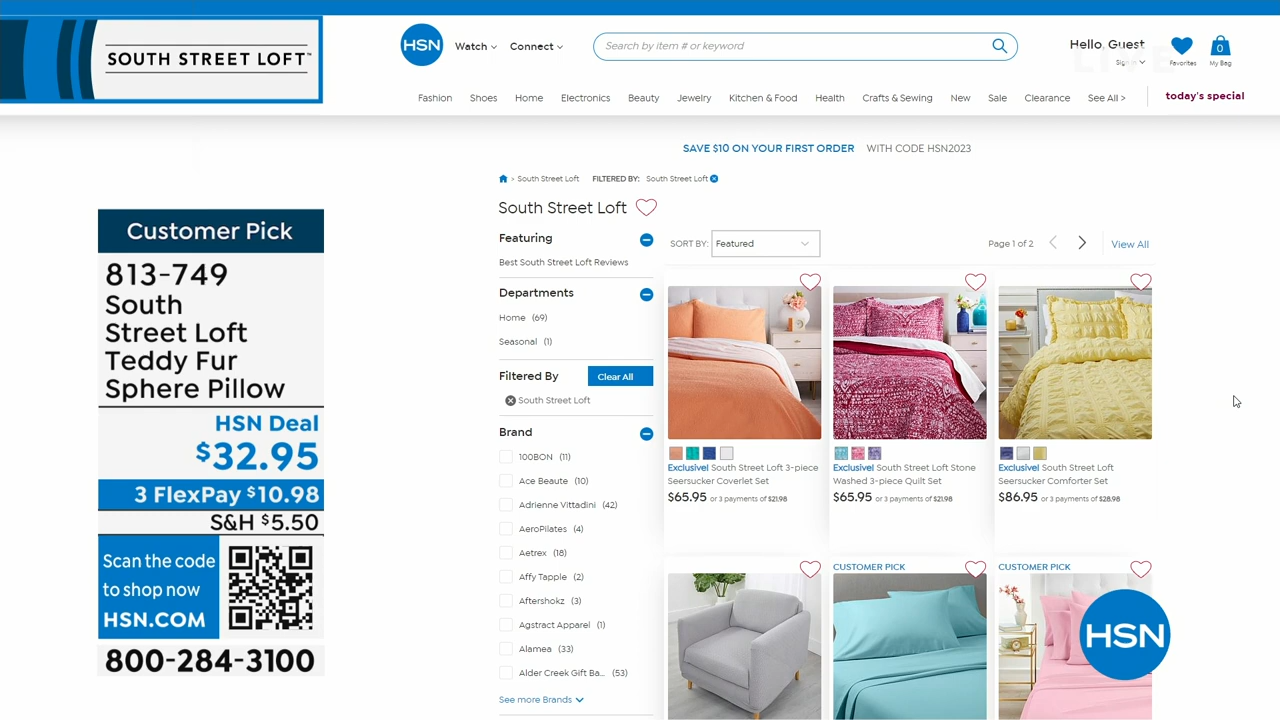 SOUTH STREET LOFT™
HSN
Watch
Connect
Search by item # or keyword
Hello, Guest
LIVE
Favorites
0
My Bag
Fashion
Shoes
Home
Electronics
Beauty
Jewelry
Kitchen & Food
Health
Crafts & Sewing
New
Sale
Clearance
See All >
today's special
SAVE $10 ON YOUR FIRST ORDER WITH CODE HSN2023
> South Street Loft FILTERED BY: South Street Loft
South Street Loft
Customer Pick
813-749
South
Street Loft
Teddy Fur
Sphere Pillow
HSN Deal
$32.95
3 FlexPay $10.98
S&H $5.50
Scan the code
to shop now
HSN.COM
800-284-3100
Featuring
Best South Street Loft Reviews
Departments
Home (69)
Seasonal (1)
Filtered By
Clear All
South Street Loft
Brand
100BON (11)
Ace Beaute (10)
Adrienne Vittadini (42)
AeroPilates (4)
Aetrex (18)
Affy Tapple (2)
Aftershokz (3)
Agstract Apparel (1)
Alamea (33)
Alder Creek Gift Ba... (53)
See more Brands
SORT BY: Featured
Page 1 of 2
View All
Exclusive! South Street Loft 3-piece
Seersucker Coverlet Set
$65.95 or 3 payments of $21.98
Exclusive! South Street Loft Stone
Washed 3-piece Quilt Set
$65.95 or 3 payments of $21.98
Exclusive! South Street Loft
Seersucker Comforter Set
$86.95 or 3 payments of $28.98
CUSTOMER PICK
CUSTOMER PICK
HSN